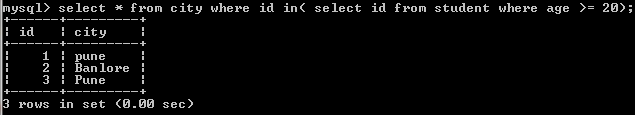 mysql> select * from city where id in( select id from student where age >= 20);
+------+---------+
| id   | city    |
+------+---------+
|    1 | pune    |
|    2 | Banlore |
|    3 | Pune    |
+------+---------+
3 rows in set (0.00 sec)